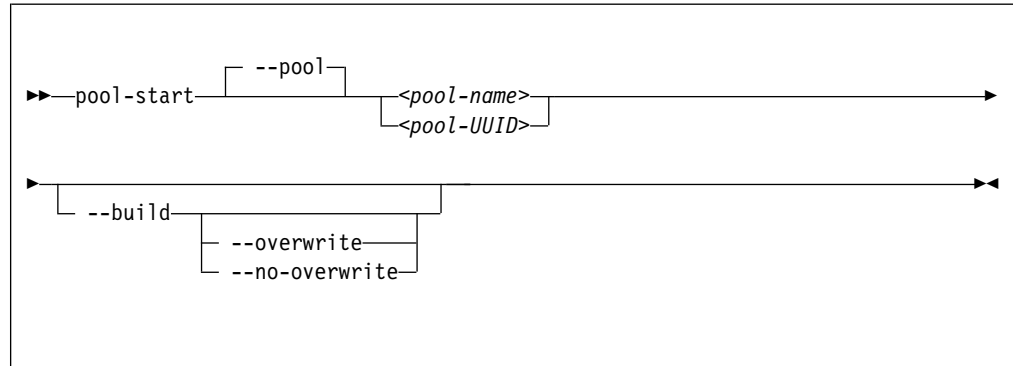 --pool
pool-start <pool-name>
<pool-UUID>
--build
--overwrite
--no-overwrite